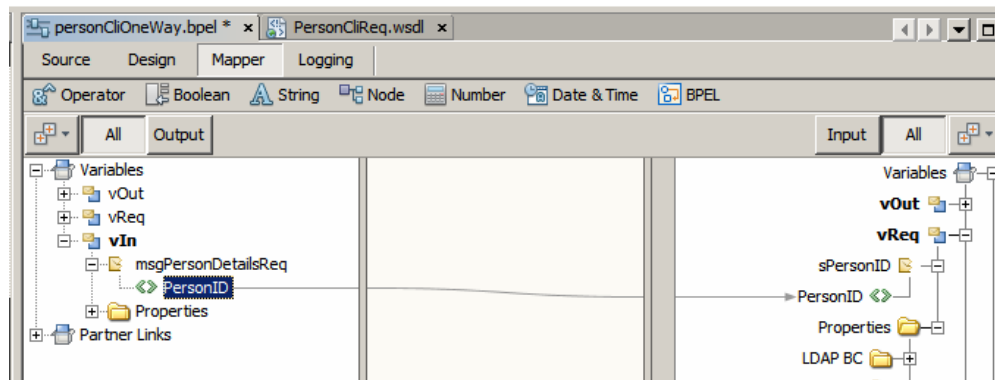 personCliOneWay.bpel * x PersonCliReq.wsdl x
Source Design Mapper Logging
Operator Boolean String Node Number Date & Time BPEL
All Output Input All
Variables Variables
vOut vOut
vReq vReq
vIn
msgPersonDetailsReq sPersonID
PersonID PersonID
Properties Properties
Partner Links
LDAP BC